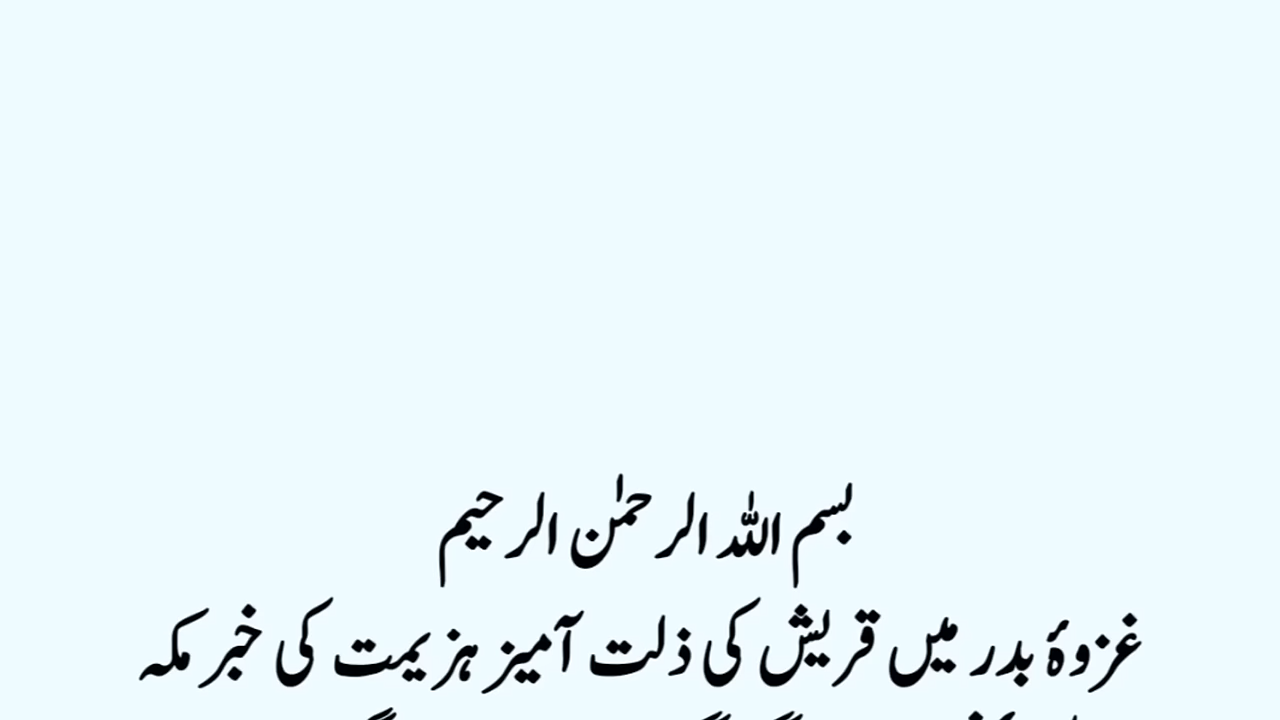 بسم اللہ الرحمٰن الرحیم
غزوۂ بدر میں قریش کی ذلت آمیز ہزیمت کی خبر مکہ